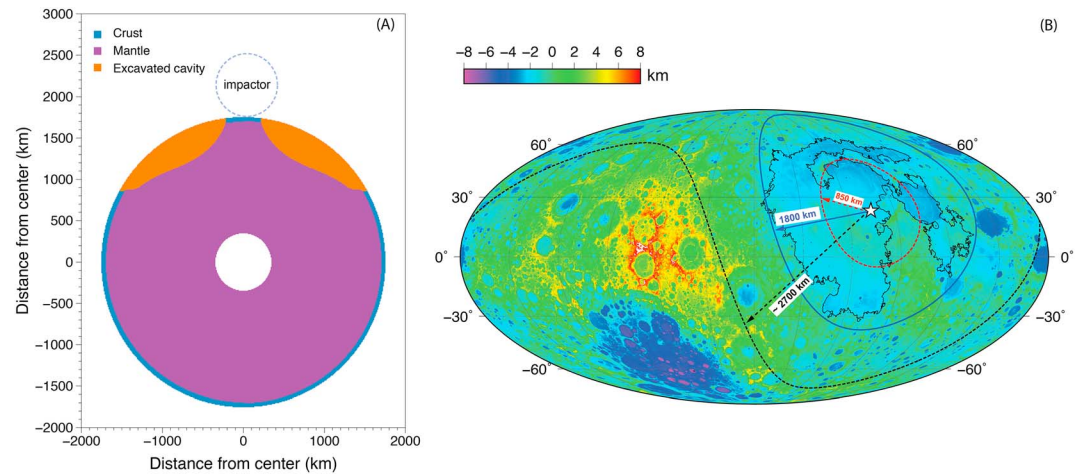 (A)
3000
2500
2000
1500
1000
500
0
−500
−1000
−1500
−2000
Distance from center (km)
Crust
Mantle
Excavated cavity
impactor
−2000 −1000 0 1000 2000
Distance from center (km)
(B)
−8 −6 −4 −2 0 2 4 6 8
km
60° 60°
30° 30°
0° 0°
−30° −30°
−60° −60°
850 km
1800 km
~ 2700 km